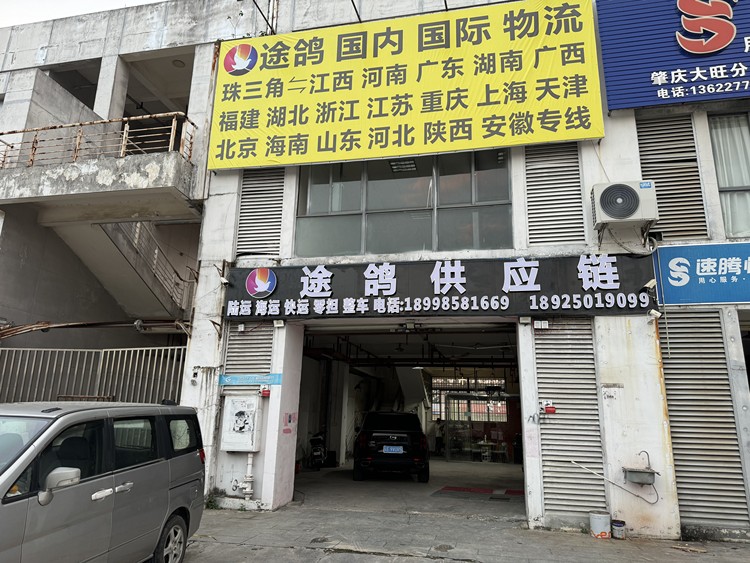 途鸽 国内 国际 物流
珠三角⇋江西 河南 广东 湖南 广西
福建 湖北 浙江 江苏 重庆 上海 天津
北京 海南 山东 河北 陕西 安徽专线
肇庆大旺分
电话:1362277
途鸽供应链
陆运 海运 快运 零担 整车 电话:18998581669 18925019099
速腾
用心服务·